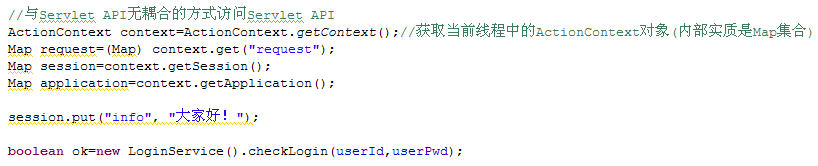 //与Servlet API无耦合的方式访问Servlet API
ActionContext context=ActionContext.getContext();//获取当前线程中的ActionContext对象(内部实质是Map集合)
Map request=(Map) context.get("request");
Map session=context.getSession();
Map application=context.getApplication();
session.put("info", "大家好！");
boolean ok=new LoginService().checkLogin(userId,userPwd);